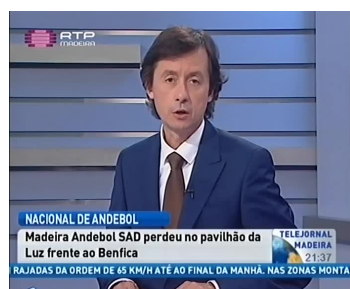 RTP
MADEIRA
NACIONAL DE ANDEBOL
Madeira Andebol SAD perdeu no pavilhão da
Luz frente ao Benfica
TELEJORNAL
MADEIRA
21:37
RAJADAS DA ORDEM DE 65 KM/H ATÉ AO FINAL DA MANHÃ. NAS ZONAS MONTA